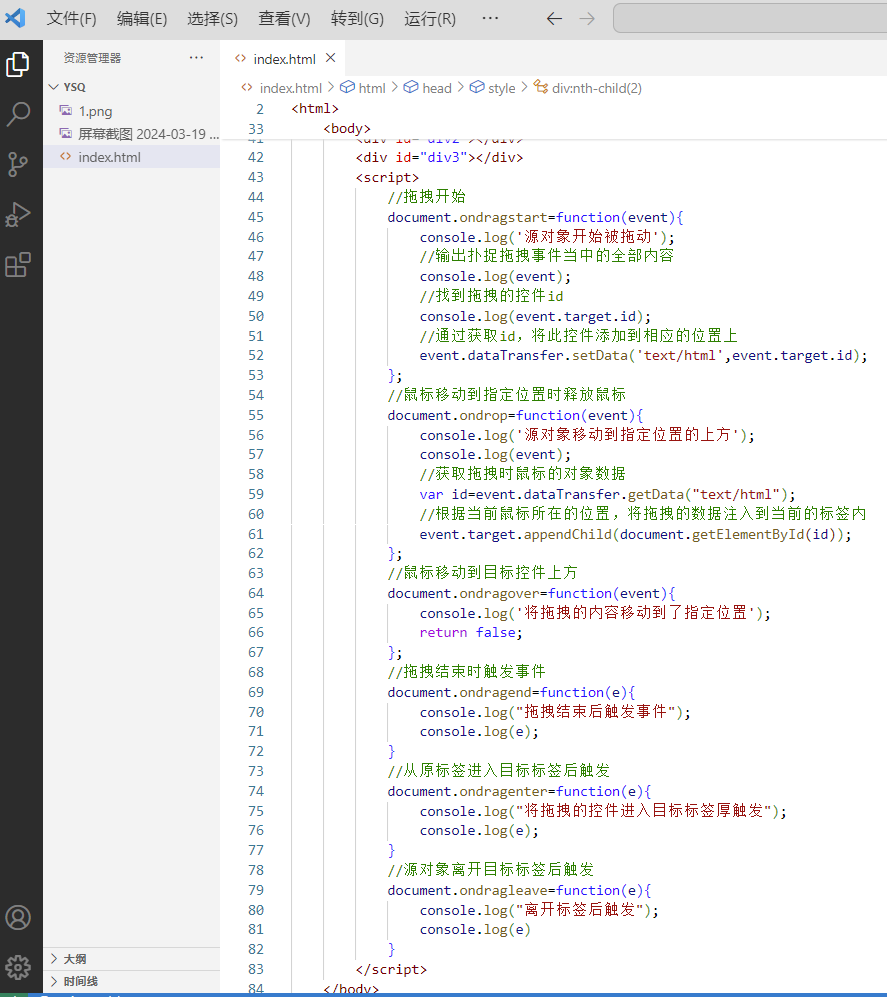 文件(F) 编辑(E) 选择(S) 查看(V) 转到(G) 运行(R) ··· ← →
资源管理器 ···
YSQ
1.png
屏幕截图 2024-03-19 ...
index.html
大纲
时间线
index.html ×
index.html > html > head > style > div:nth-child(2)
2 <html>
33 <body>
41 <div id="div2"></div>
42 <div id="div3"></div>
43 <script>
44 //拖拽开始
45 document.ondragstart=function(event){
46 console.log('源对象开始被拖动');
47 //输出扑捉拖拽事件当中的全部内容
48 console.log(event);
49 //找到拖拽的控件id
50 console.log(event.target.id);
51 //通过获取id，将此控件添加到相应的位置上
52 event.dataTransfer.setData('text/html',event.target.id);
53 };
54 //鼠标移动到指定位置时释放鼠标
55 document.ondrop=function(event){
56 console.log('源对象移动到指定位置的上方');
57 console.log(event);
58 //获取拖拽时鼠标的对象数据
59 var id=event.dataTransfer.getData("text/html");
60 //根据当前鼠标所在的位置，将拖拽的数据注入到当前的标签内
61 event.target.appendChild(document.getElementById(id));
62 };
63 //鼠标移动到目标控件上方
64 document.ondragover=function(event){
65 console.log('将拖拽的内容移动到了指定位置');
66 return false;
67 };
68 //拖拽结束时触发事件
69 document.ondragend=function(e){
70 console.log("拖拽结束后触发事件");
71 console.log(e);
72 }
73 //从原标签进入目标标签后触发
74 document.ondragenter=function(e){
75 console.log("将拖拽的控件进入目标标签厚触发");
76 console.log(e);
77 }
78 //源对象离开目标标签后触发
79 document.ondragleave=function(e){
80 console.log("离开标签后触发");
81 console.log(e)
82 }
83 </script>
84 </body>